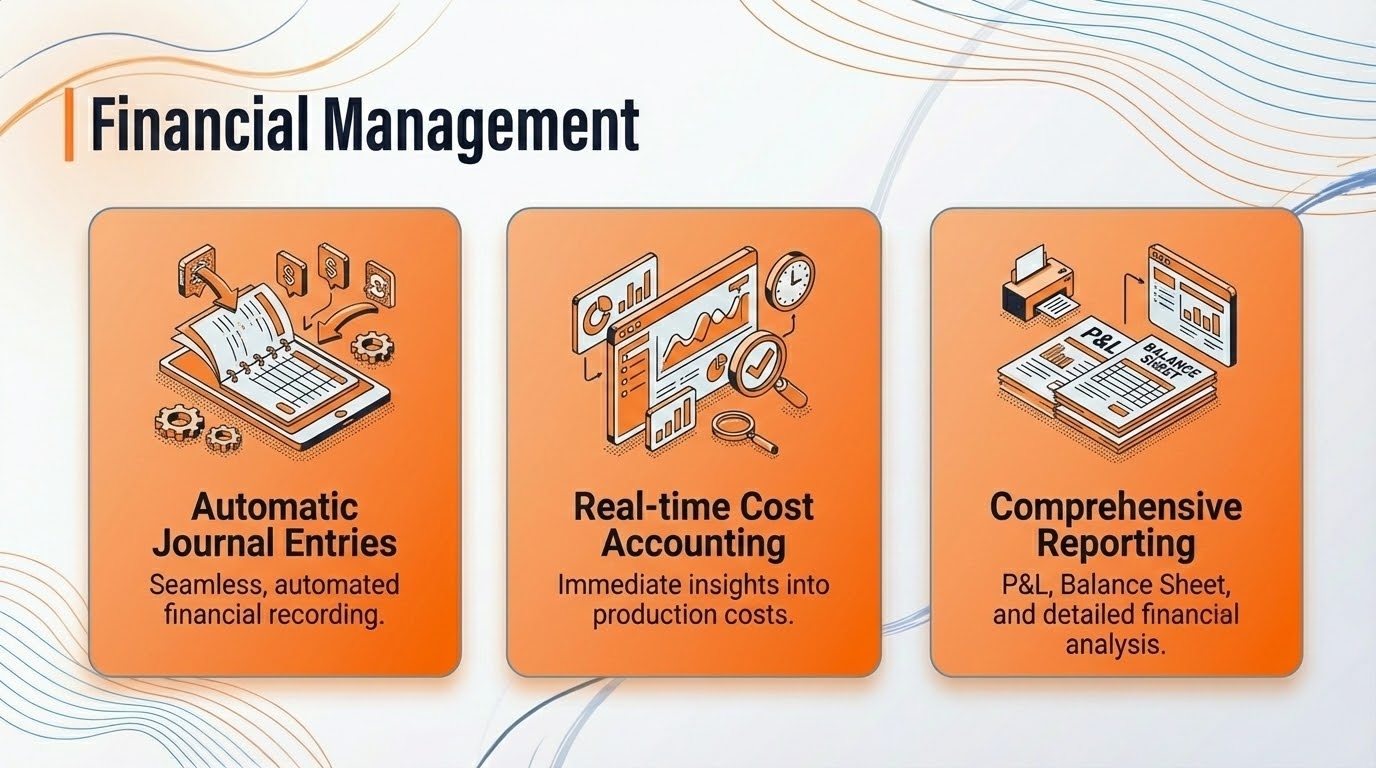 Financial Management
$
$
P&L
BALANCE
Automatic
Journal Entries
Seamless, automated
financial recording.
Real-time Cost
Accounting
Immediate insights into
production costs.
Comprehensive
Reporting
P&L, Balance Sheet,
and detailed financial
analysis.